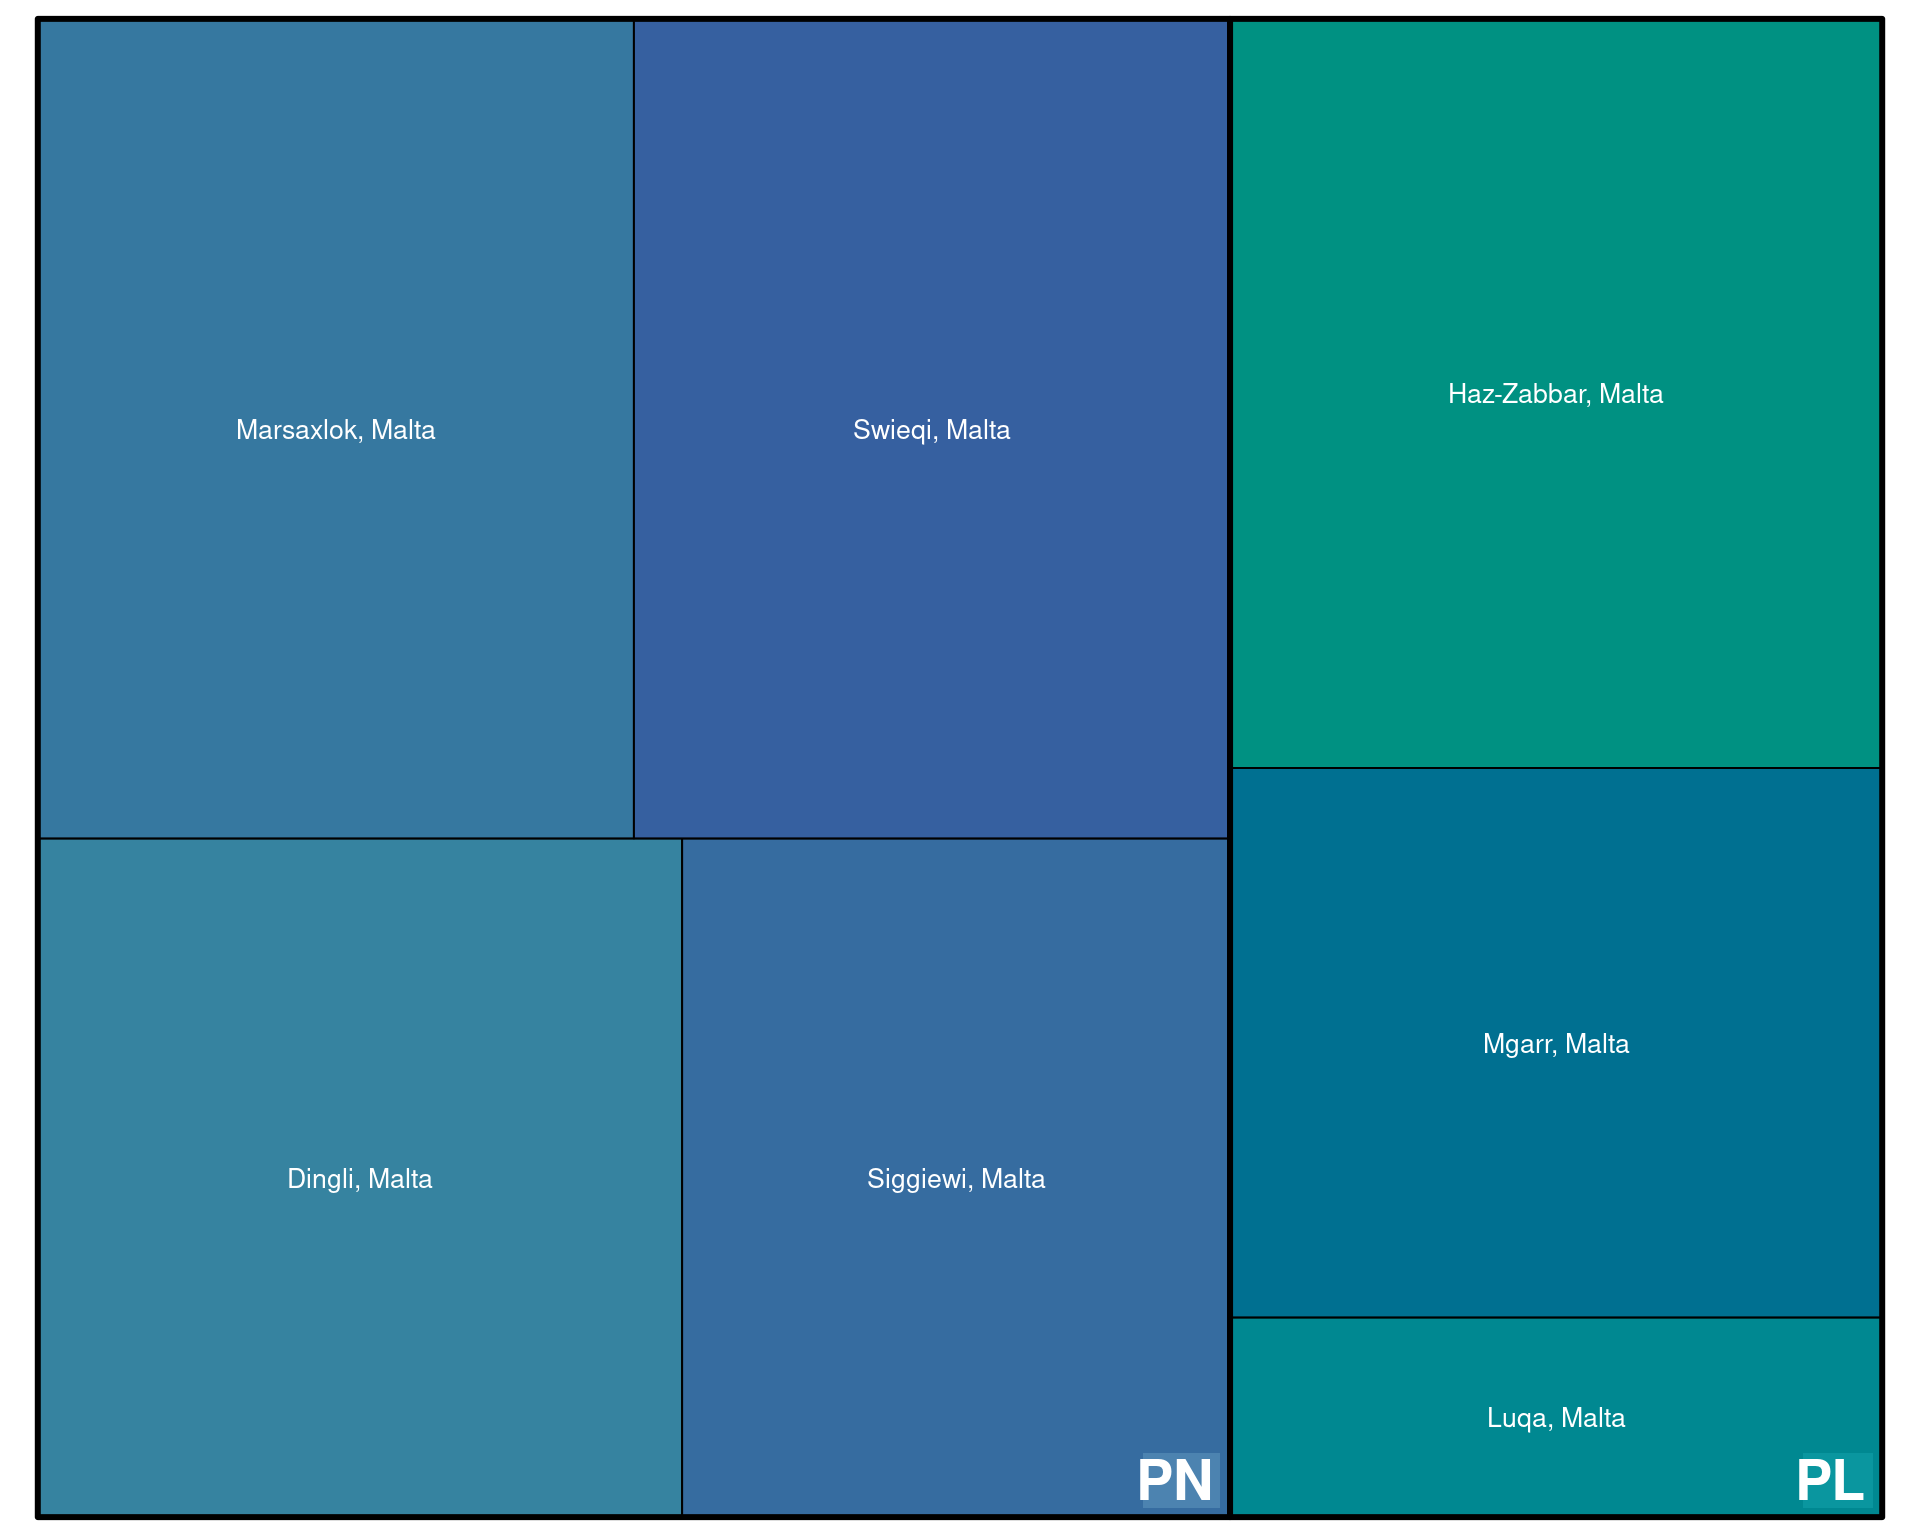 Marsaxlok, Malta
Swieqi, Malta
Haz-Zabbar, Malta
Mgarr, Malta
Dingli, Malta
Siggiewi, Malta
Luqa, Malta
PN
PL